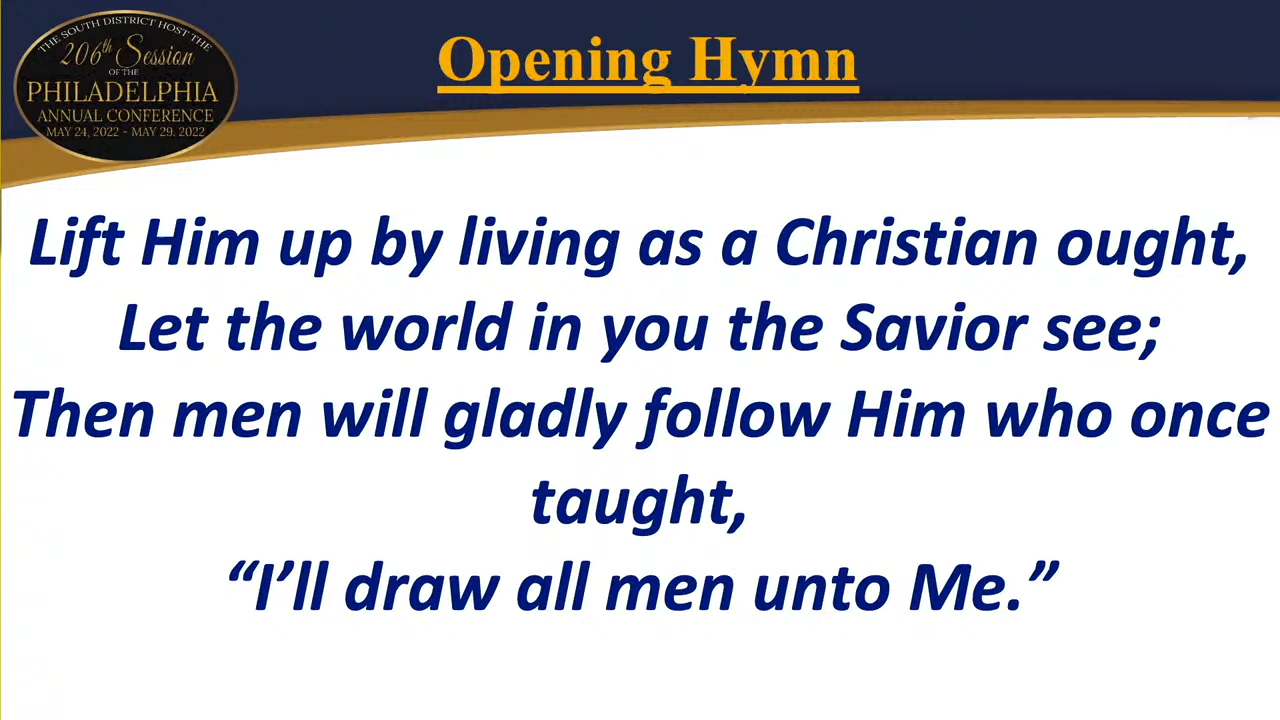 THE SOUTH DISTRICT HOST THE
206th Session
OF THE
PHILADELPHIA
ANNUAL CONFERENCE
MAY 24, 2022 - MAY 29, 2022
Opening Hymn
Lift Him up by living as a Christian ought,
Let the world in you the Savior see;
Then men will gladly follow Him who once
taught,
“I’ll draw all men unto Me.”